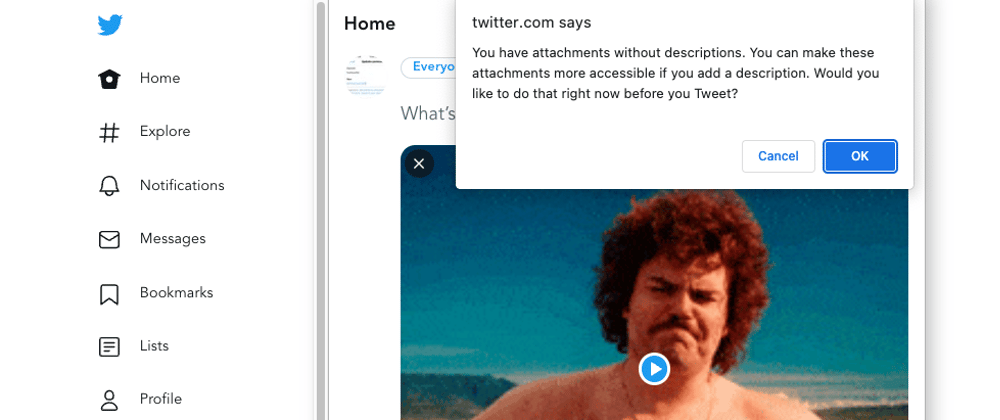 Home
Explore
Notifications
Messages
Bookmarks
Lists
Profile
Home
Everyo
What's
twitter.com says
You have attachments without descriptions. You can make these
attachments more accessible if you add a description. Would you
like to do that right now before you Tweet?
Cancel
OK